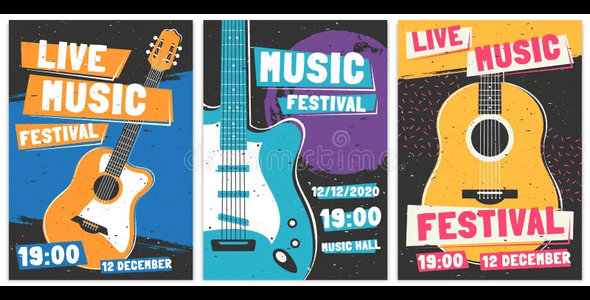 LIVE
MUSIC
FESTIVAL
19:00
12 DECEMBER
MUSIC
FESTIVAL
12/12/2020
19:00
MUSIC HALL
LIVE
MUSIC
FESTIVAL
19:00 12 DECEMBER
dreamstime